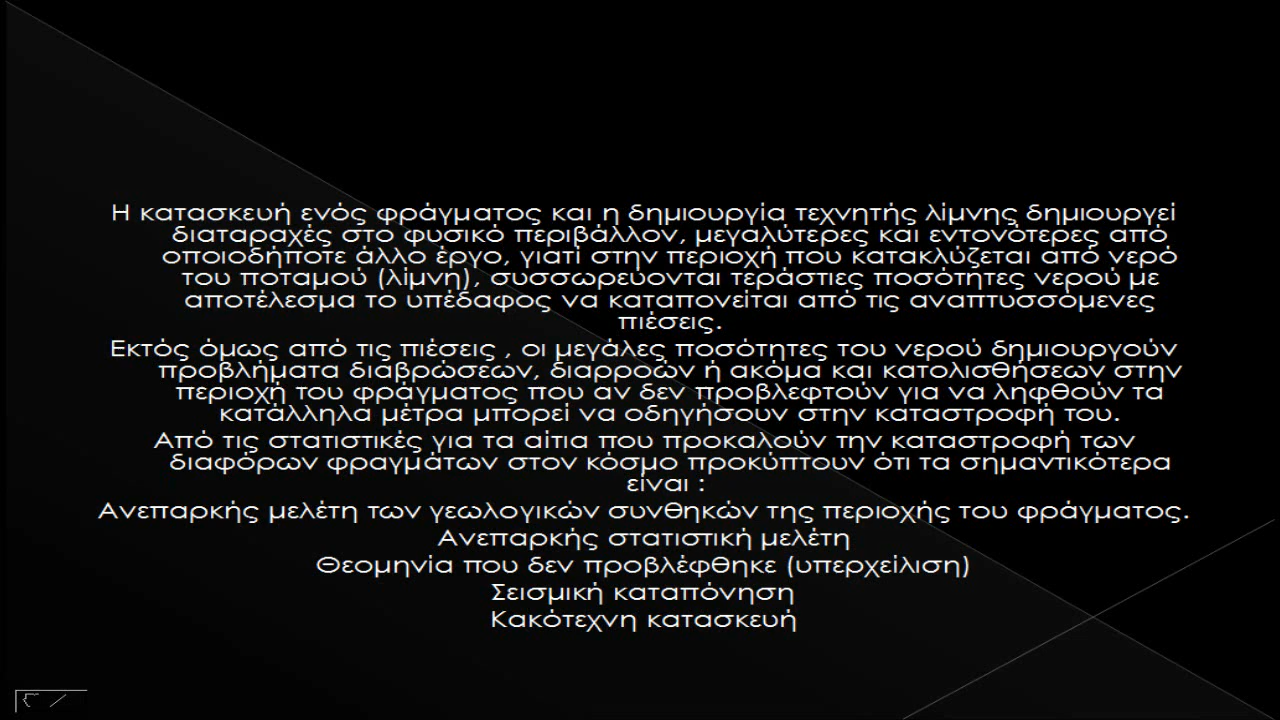 Η κατασκευή ενός φράγματος και η δημιουργία τεχνητής λίμνης δημιουργεί
διαταραχές στο φυσικό περιβάλλον, μεγαλύτερες και εντονότερες από
οποιοδήποτε άλλο έργο, γιατί στην περιοχή που κατακλύζεται από νερό
του ποταμού (λίμνη), συσσωρεύονται τεράστιες ποσότητες νερού με
αποτέλεσμα το υπέδαφος να καταπονείται από τις αναπτυσσόμενες
πιέσεις.
Εκτός όμως από τις πιέσεις , οι μεγάλες ποσότητες του νερού δημιουργούν
προβλήματα διαβρώσεων, διαρροών ή ακόμα και κατολισθήσεων στην
περιοχή του φράγματος που αν δεν προβλεφτούν για να ληφθούν τα
κατάλληλα μέτρα μπορεί να οδηγήσουν στην καταστροφή του.
Από τις στατιστικές για τα αίτια που προκαλούν την καταστροφή των
διαφόρων φραγμάτων στον κόσμο προκύπτουν ότι τα σημαντικότερα
είναι :
Ανεπαρκής μελέτη των γεωλογικών συνθηκών της περιοχής του φράγματος.
Ανεπαρκής στατιστική μελέτη
Θεομηνία που δεν προβλέφθηκε (υπερχείλιση)
Σεισμική καταπόνηση
Κακότεχνη κατασκευή